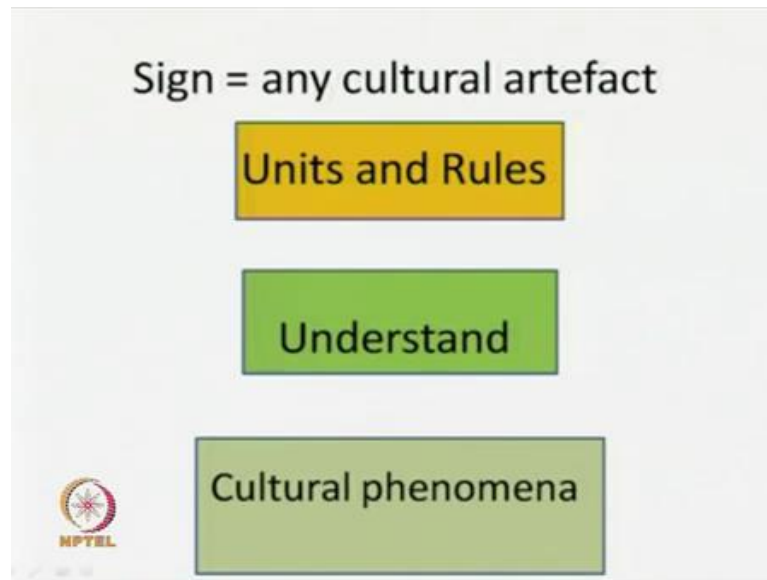 Sign = any cultural artefact
Units and Rules
Understand
Cultural phenomena
NPTEL